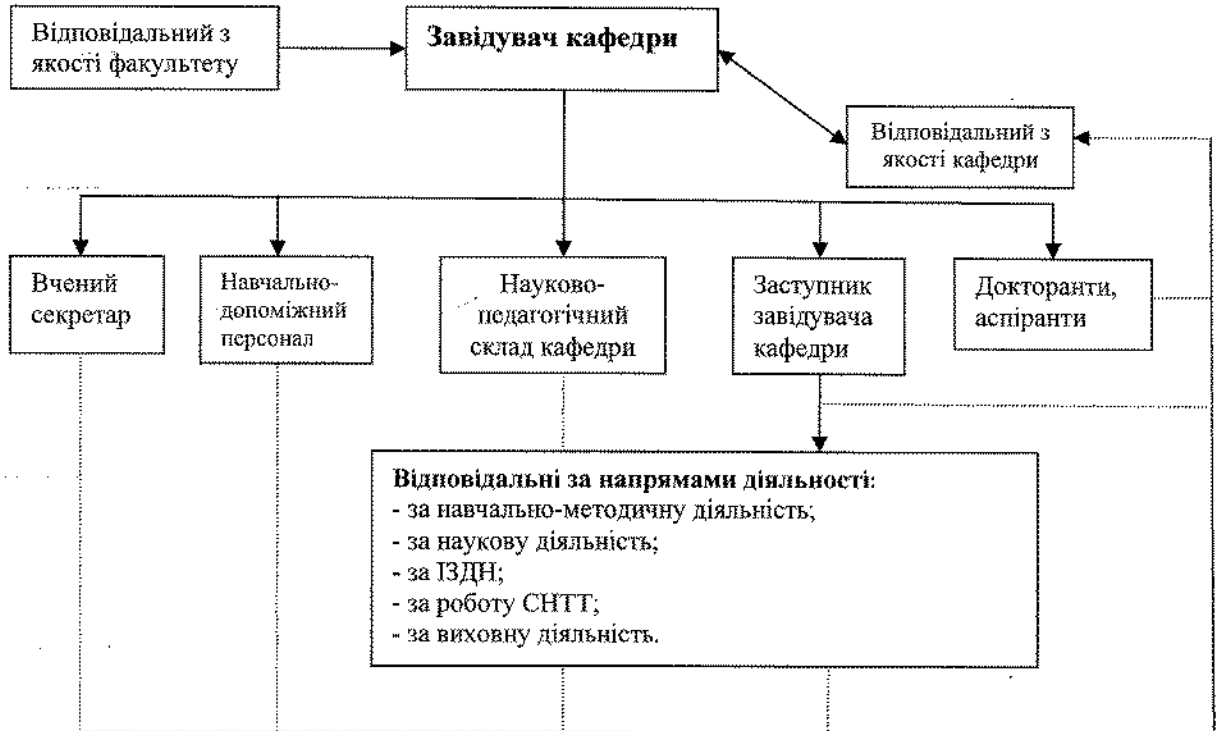 Відповідальний з
якості факультету
Завідувач кафедри
Відповідальний з
якості кафедри
Вчений
секретар
Навчально-
допоміжний
персонал
Науково-
педагогічний
склад кафедри
Заступник
завідувача
кафедри
Докторанти,
аспіранти
Відповідальні за напрямами діяльності:
- за навчально-методичну діяльність;
- за наукову діяльність;
- за ІЗДН;
- за роботу СНТТ;
- за виховну діяльність.